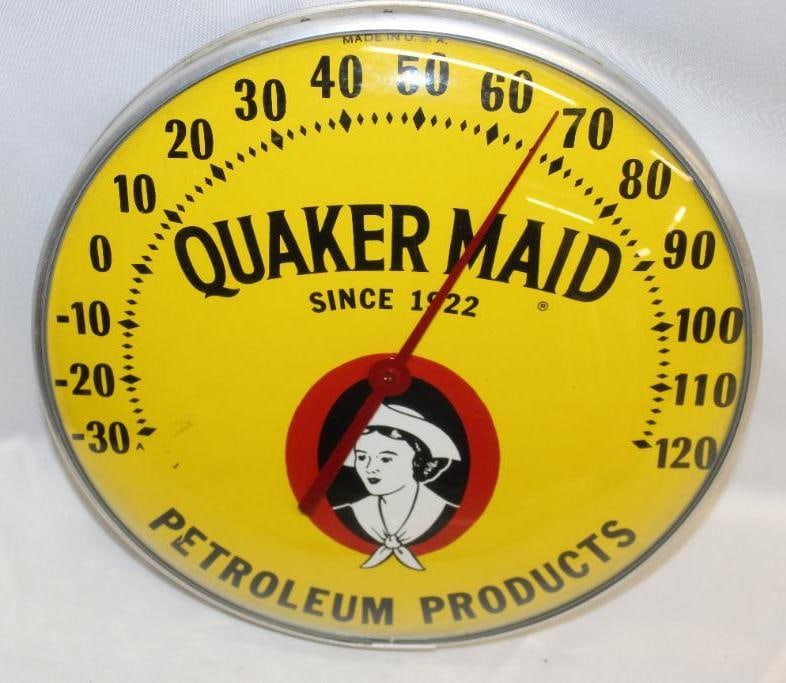 MADE IN U. S. A.
-30 -20 -10 0 10 20 30 40 50 60 70 80 90 100 110 120
QUAKER MAID
SINCE 1922 ®
A
PETROLEUM PRODUCTS